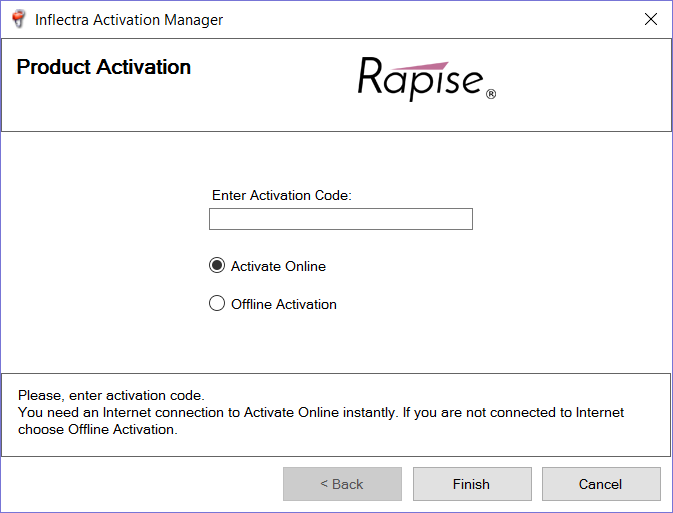 Inflectra Activation Manager
Product Activation
Rapise®
Enter Activation Code:
Activate Online
Offline Activation
Please, enter activation code.
You need an Internet connection to Activate Online instantly. If you are not connected to Internet
choose Offline Activation.
< Back
Finish
Cancel